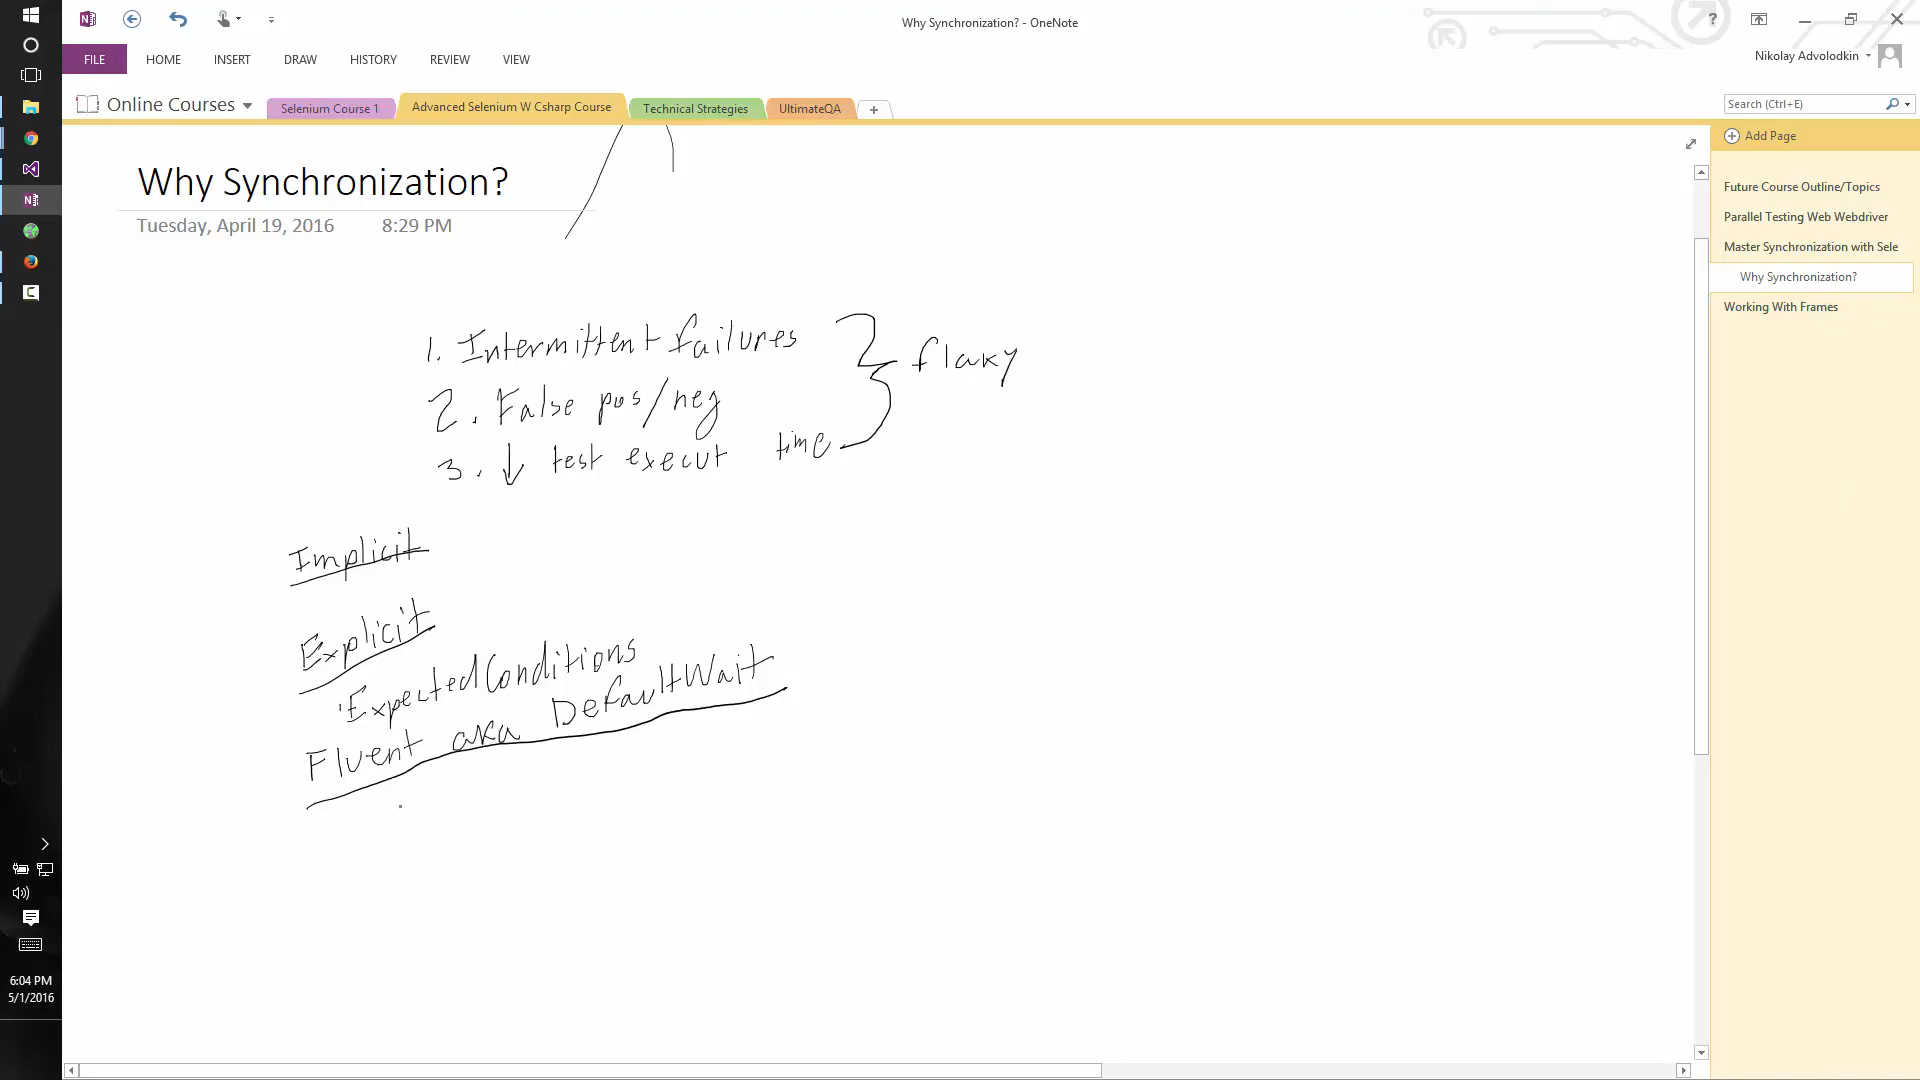 Why Synchronization? - OneNote
Nikolay Advolodkin
FILE HOME INSERT DRAW HISTORY REVIEW VIEW
Online Courses
Selenium Course 1
Advanced Selenium W Csharp Course
Technical Strategies
UltimateQA
Search (Ctrl+E)
Add Page
Future Course Outline/Topics
Parallel Testing Web Webdriver
Master Synchronization with Sele
Why Synchronization?
Working With Frames
Why Synchronization?
Tuesday, April 19, 2016 8:29 PM
1. Intermittent failures
2. False pos/neg
3. ↓ test execut time
flaky
Implicit
Explicit
· ExpectedConditions
Fluent aka DefaultWait
6:04 PM
5/1/2016